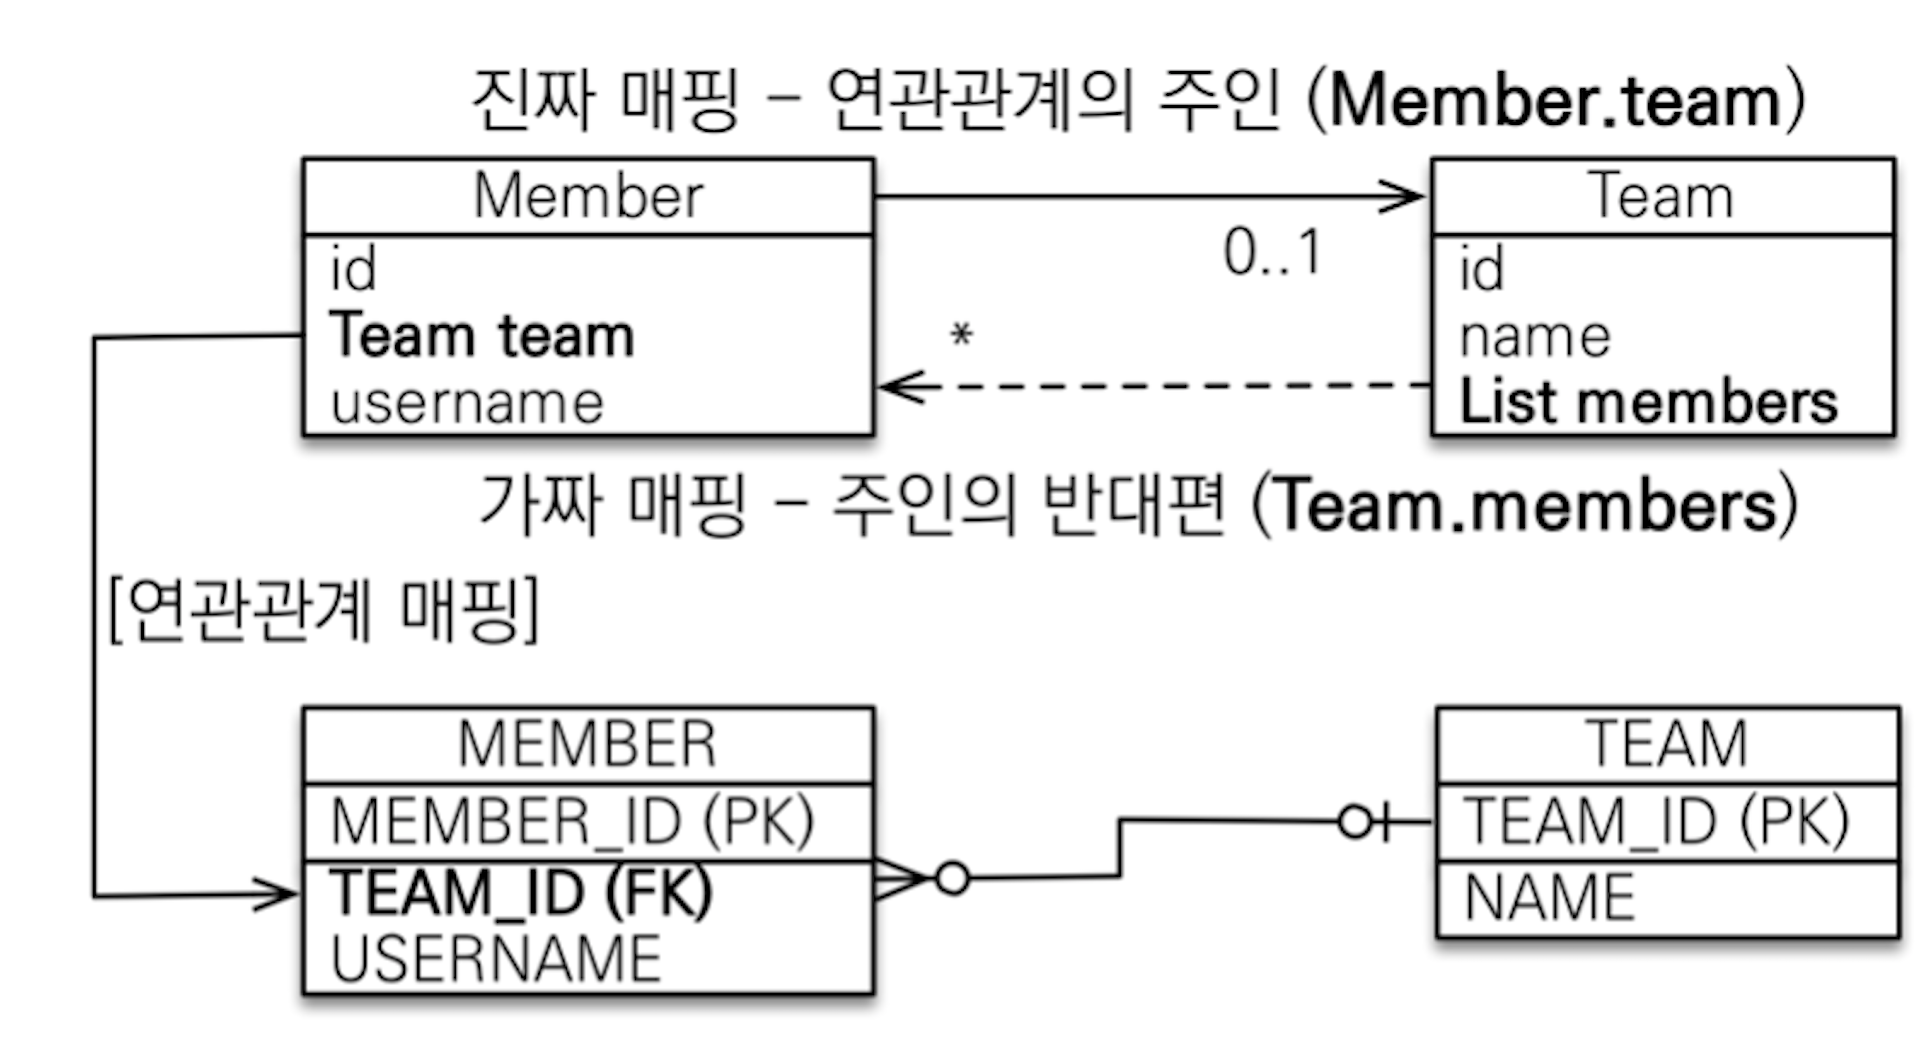 진짜 매핑 - 연관관계의 주인 (Member.team)
Member
Team
id
Team team
username
0..1
*
id
name
List members
가짜 매핑 - 주인의 반대편 (Team.members)
[연관관계 매핑]
MEMBER
MEMBER_ID (PK)
TEAM_ID (FK)
USERNAME
TEAM
TEAM_ID (PK)
NAME